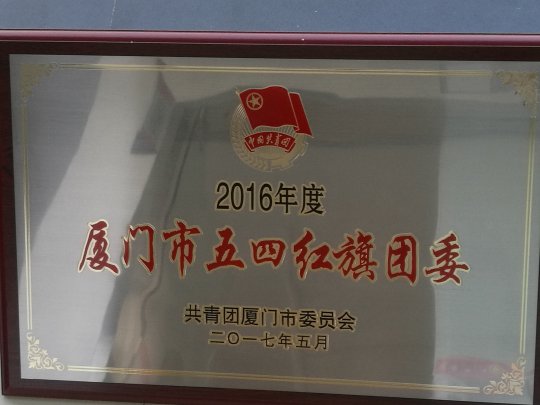 中国共青团
2016年度
厦门市五四红旗团委
共青团厦门市委员会
二〇一七年五月